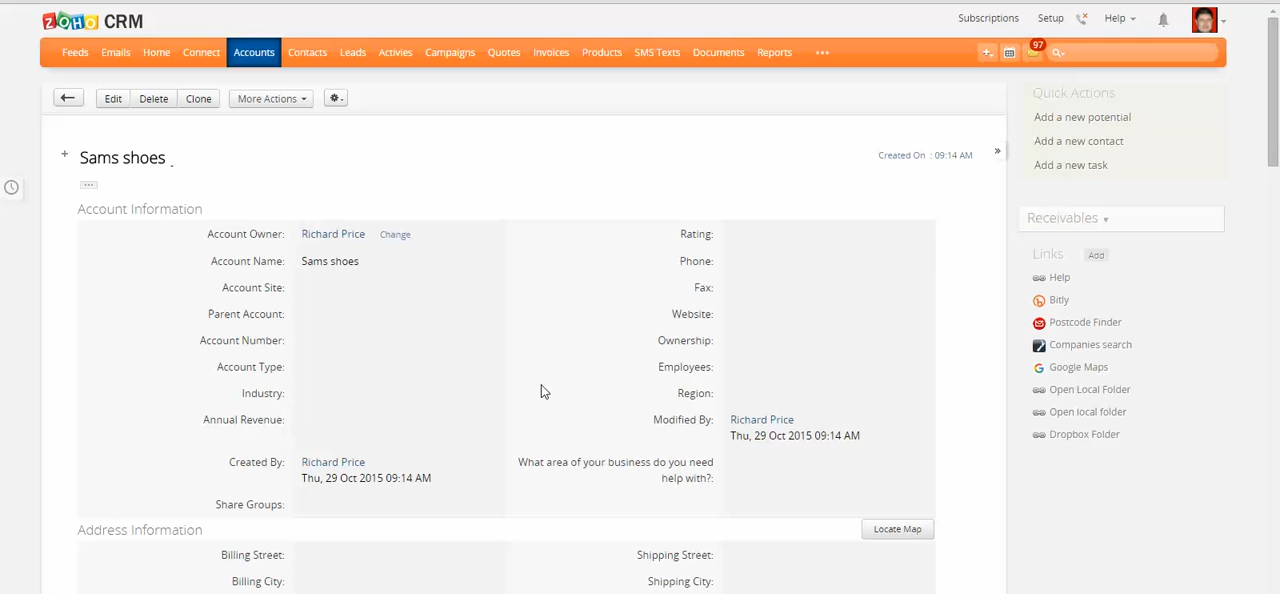 ZOHO CRM
Subscriptions Setup Help
Feeds Emails Home Connect Accounts Contacts Leads Activies Campaigns Quotes Invoices Products SMS Texts Documents Reports ••• 97
Edit Delete Clone More Actions
Quick Actions
Add a new potential
Add a new contact
Add a new task
Sams shoes
Created On : 09:14 AM
Account Information
Account Owner: Richard Price Change
Rating:
Account Name: Sams shoes
Phone:
Account Site:
Fax:
Parent Account:
Website:
Account Number:
Ownership:
Account Type:
Employees:
Industry:
Region:
Annual Revenue:
Modified By: Richard Price
Thu, 29 Oct 2015 09:14 AM
Created By: Richard Price
Thu, 29 Oct 2015 09:14 AM
What area of your business do you need
help with?:
Share Groups:
Address Information
Locate Map
Billing Street:
Shipping Street:
Billing City:
Shipping City:
Receivables
Links Add
Help
Bitly
Postcode Finder
Companies search
Google Maps
Open Local Folder
Open local folder
Dropbox Folder